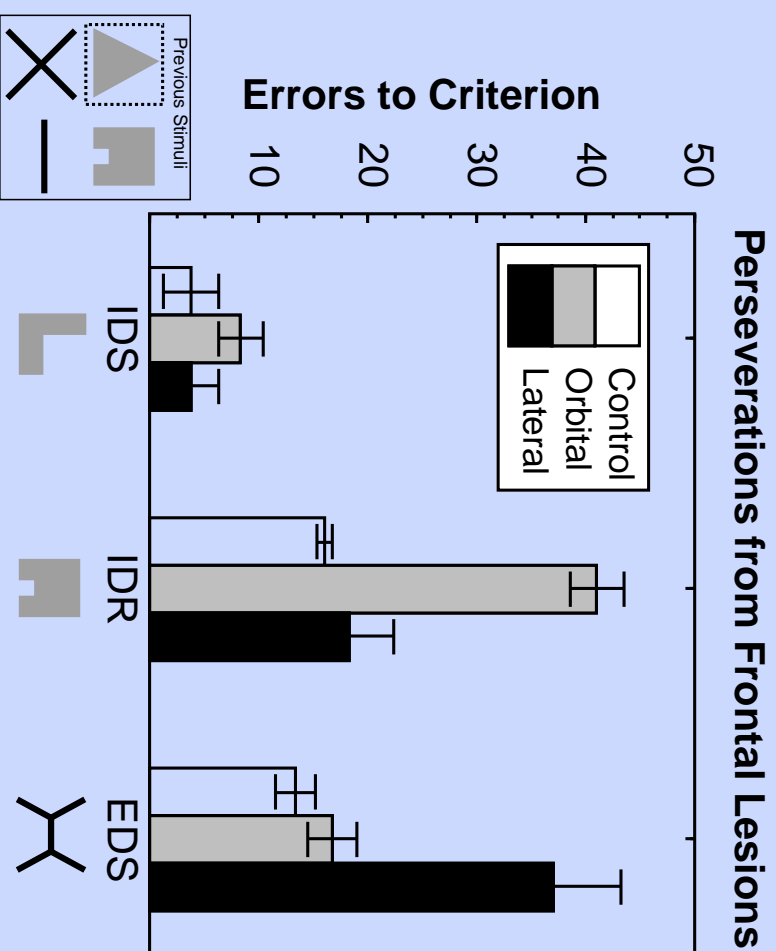 Perseverations from Frontal Lesions
Errors to Criterion
50
40
30
20
10
Control
Orbital
Lateral
IDS
IDR
EDS
Previous Stimuli